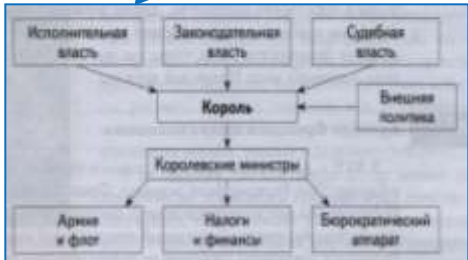 Исполнительная
власть
Законодательная
власть
Судебная
власть
Король
Внешняя
политика
Королевские министры
Армия
и флот
Налоги
и финансы
Бюрократический
аппарат